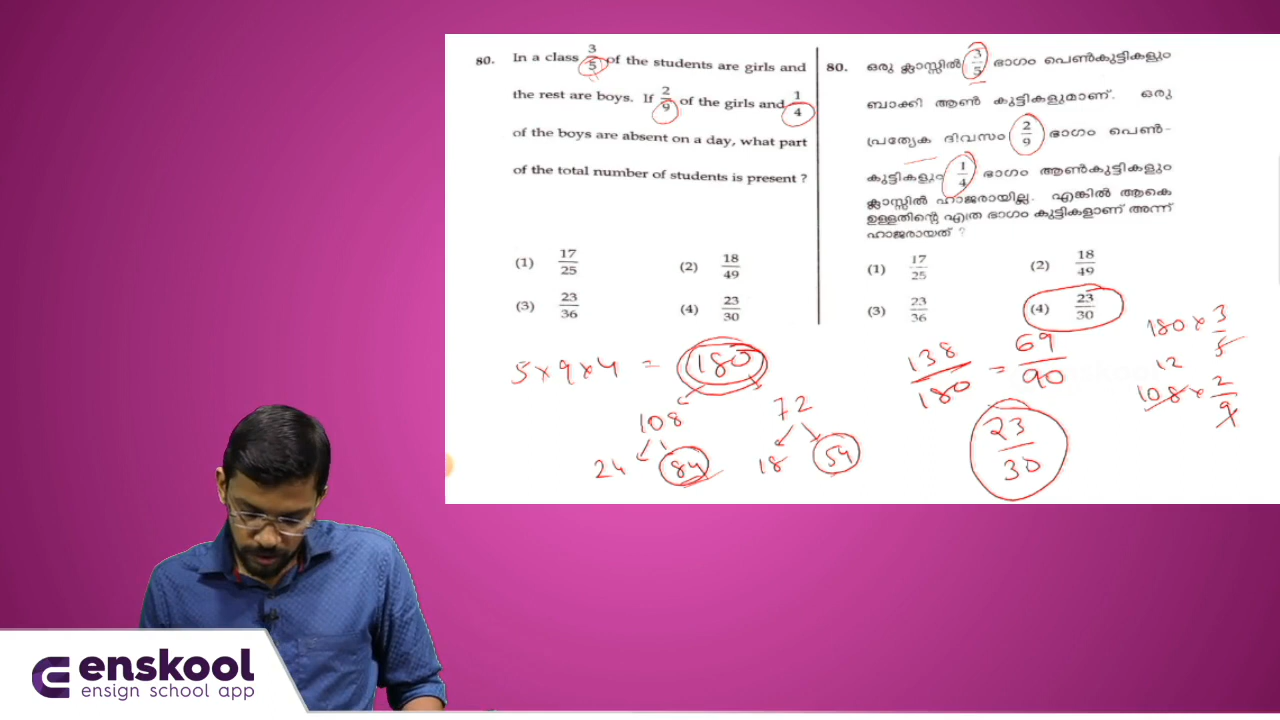 80. In a class 3/5 of the students are girls and
the rest are boys. If 2/9 of the girls and 1/4
of the boys are absent on a day, what part
of the total number of students is present ?
(1) 17/25 (2) 18/49
(3) 23/36 (4) 23/30
80. ഒരു ക്ലാസ്സിൽ 3/5 ഭാഗം പെൺകുട്ടികളും
ബാക്കി ആൺ കുട്ടികളുമാണ്. ഒരു
പ്രത്യേക ദിവസം 2/9 ഭാഗം പെൺ-
കുട്ടികളും 1/4 ഭാഗം ആൺകുട്ടികളും
ക്ലാസ്സിൽ ഹാജരായില്ല. എങ്കിൽ ആകെ
ഉള്ളതിന്റെ എത്ര ഭാഗം കുട്ടികളാണ് അന്ന്
ഹാജരായത് ?
(1) 17/25 (2) 18/49
(3) 23/36 (4) 23/30
5 x 9 x 4 = 180
108 72
24 84 18 54
138/180 = 69/90
23/30
180 x 3/5
12
108 x 2/9
enskool
ensign school app